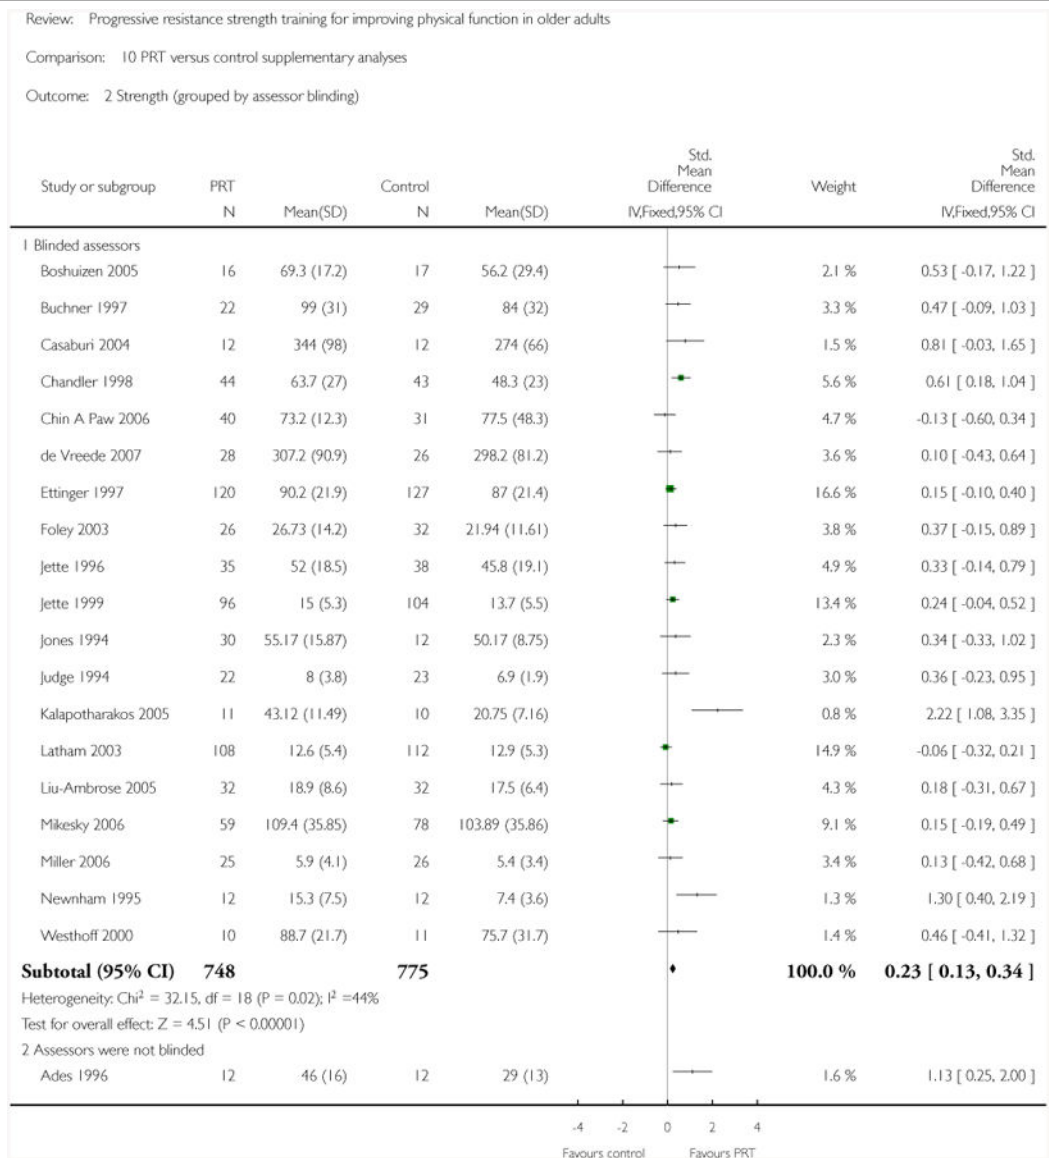 Review: Progressive resistance strength training for improving physical function in older adults
Comparison: 10 PRT versus control supplementary analyses
Outcome: 2 Strength (grouped by assessor blinding)
Std. Mean Difference Std. Mean Difference
Study or subgroup PRT Control Weight
N Mean(SD) N Mean(SD) IV,Fixed,95% CI IV,Fixed,95% CI
1 Blinded assessors
Boshuizen 2005 16 69.3 (17.2) 17 56.2 (29.4) 2.1 % 0.53 [ -0.17, 1.22 ]
Buchner 1997 22 99 (31) 29 84 (32) 3.3 % 0.47 [ -0.09, 1.03 ]
Casaburi 2004 12 344 (98) 12 274 (66) 1.5 % 0.81 [ -0.03, 1.65 ]
Chandler 1998 44 63.7 (27) 43 48.3 (23) 5.6 % 0.61 [ 0.18, 1.04 ]
Chin A Paw 2006 40 73.2 (12.3) 31 77.5 (48.3) 4.7 % -0.13 [ -0.60, 0.34 ]
de Vreede 2007 28 307.2 (90.9) 26 298.2 (81.2) 3.6 % 0.10 [ -0.43, 0.64 ]
Ettinger 1997 120 90.2 (21.9) 127 87 (21.4) 16.6 % 0.15 [ -0.10, 0.40 ]
Foley 2003 26 26.73 (14.2) 32 21.94 (11.61) 3.8 % 0.37 [ -0.15, 0.89 ]
Jette 1996 35 52 (18.5) 38 45.8 (19.1) 4.9 % 0.33 [ -0.14, 0.79 ]
Jette 1999 96 15 (5.3) 104 13.7 (5.5) 13.4 % 0.24 [ -0.04, 0.52 ]
Jones 1994 30 55.17 (15.87) 12 50.17 (8.75) 2.3 % 0.34 [ -0.33, 1.02 ]
Judge 1994 22 8 (3.8) 23 6.9 (1.9) 3.0 % 0.36 [ -0.23, 0.95 ]
Kalapotharakos 2005 11 43.12 (11.49) 10 20.75 (7.16) 0.8 % 2.22 [ 1.08, 3.35 ]
Latham 2003 108 12.6 (5.4) 112 12.9 (5.3) 14.9 % -0.06 [ -0.32, 0.21 ]
Liu-Ambrose 2005 32 18.9 (8.6) 32 17.5 (6.4) 4.3 % 0.18 [ -0.31, 0.67 ]
Mikesky 2006 59 109.4 (35.85) 78 103.89 (35.86) 9.1 % 0.15 [ -0.19, 0.49 ]
Miller 2006 25 5.9 (4.1) 26 5.4 (3.4) 3.4 % 0.13 [ -0.42, 0.68 ]
Newnham 1995 12 15.3 (7.5) 12 7.4 (3.6) 1.3 % 1.30 [ 0.40, 2.19 ]
Westhoff 2000 10 88.7 (21.7) 11 75.7 (31.7) 1.4 % 0.46 [ -0.41, 1.32 ]
Subtotal (95% CI) 748 775 100.0 % 0.23 [ 0.13, 0.34 ]
Heterogeneity: Chi² = 32.15, df = 18 (P = 0.02); I² =44%
Test for overall effect: Z = 4.51 (P < 0.00001)
2 Assessors were not blinded
Ades 1996 12 46 (16) 12 29 (13) 1.6 % 1.13 [ 0.25, 2.00 ]
-4 -2 0 2 4
Favours control Favours PRT